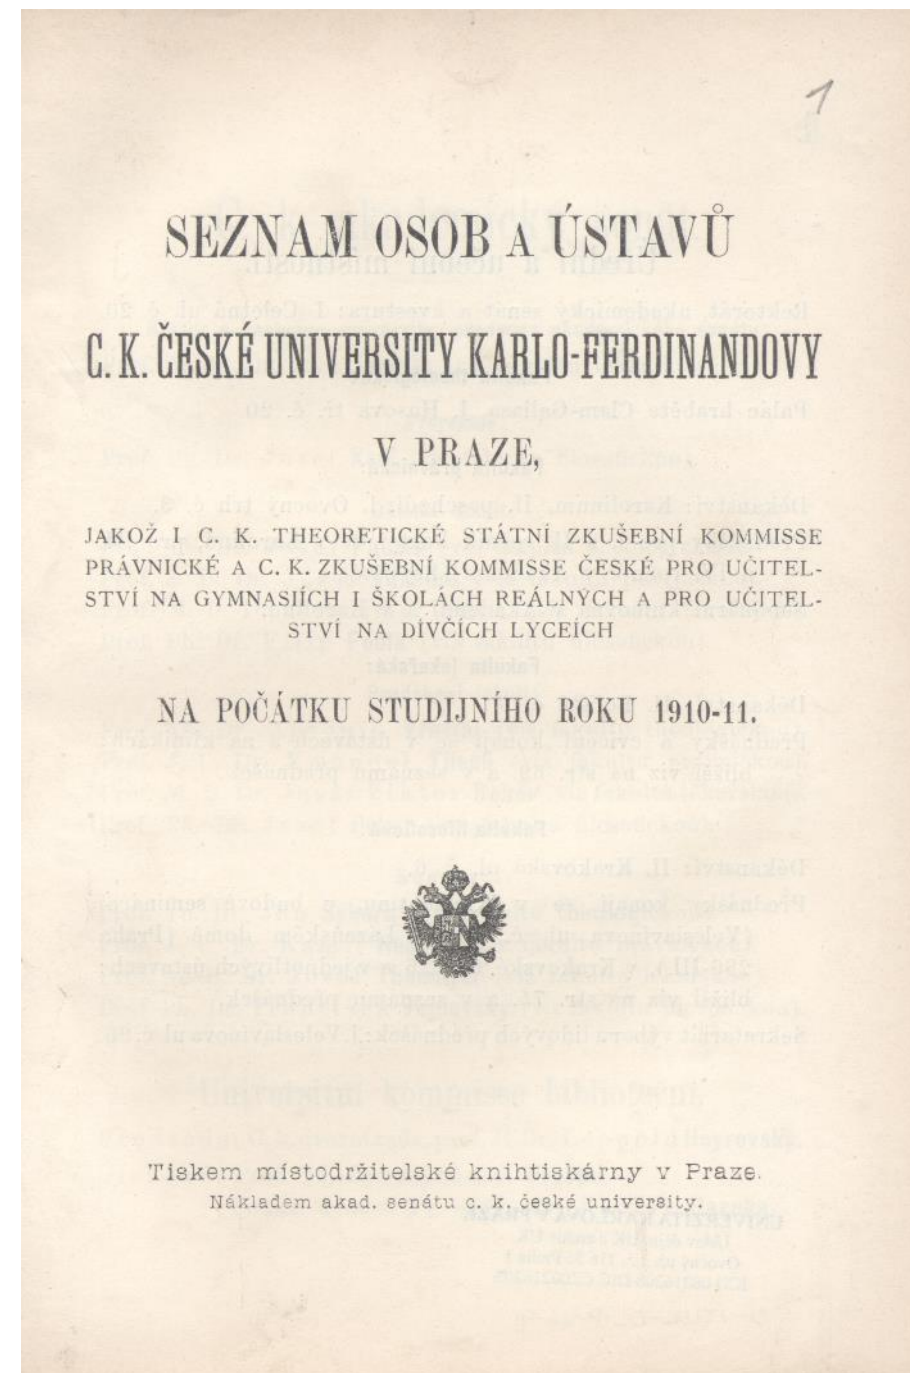 1
SEZNAM OSOB A ÚSTAVŮ
C. K. ČESKÉ UNIVERSITY KARLO-FERDINANDOVY
V PRAZE,
JAKOŽ I C. K. THEORETICKÉ STÁTNÍ ZKUŠEBNÍ KOMMISSE
PRÁVNICKÉ A C. K. ZKUŠEBNÍ KOMMISSE ČESKÉ PRO UČITEL-
STVÍ NA GYMNASIÍCH I ŠKOLÁCH REÁLNÝCH A PRO UČITEL-
STVÍ NA DÍVČÍCH LYCEÍCH
NA POČÁTKU STUDIJNÍHO ROKU 1910-11.
Tiskem místodržitelské knihtiskárny v Praze.
Nákladem akad. senátu c. k. české university.